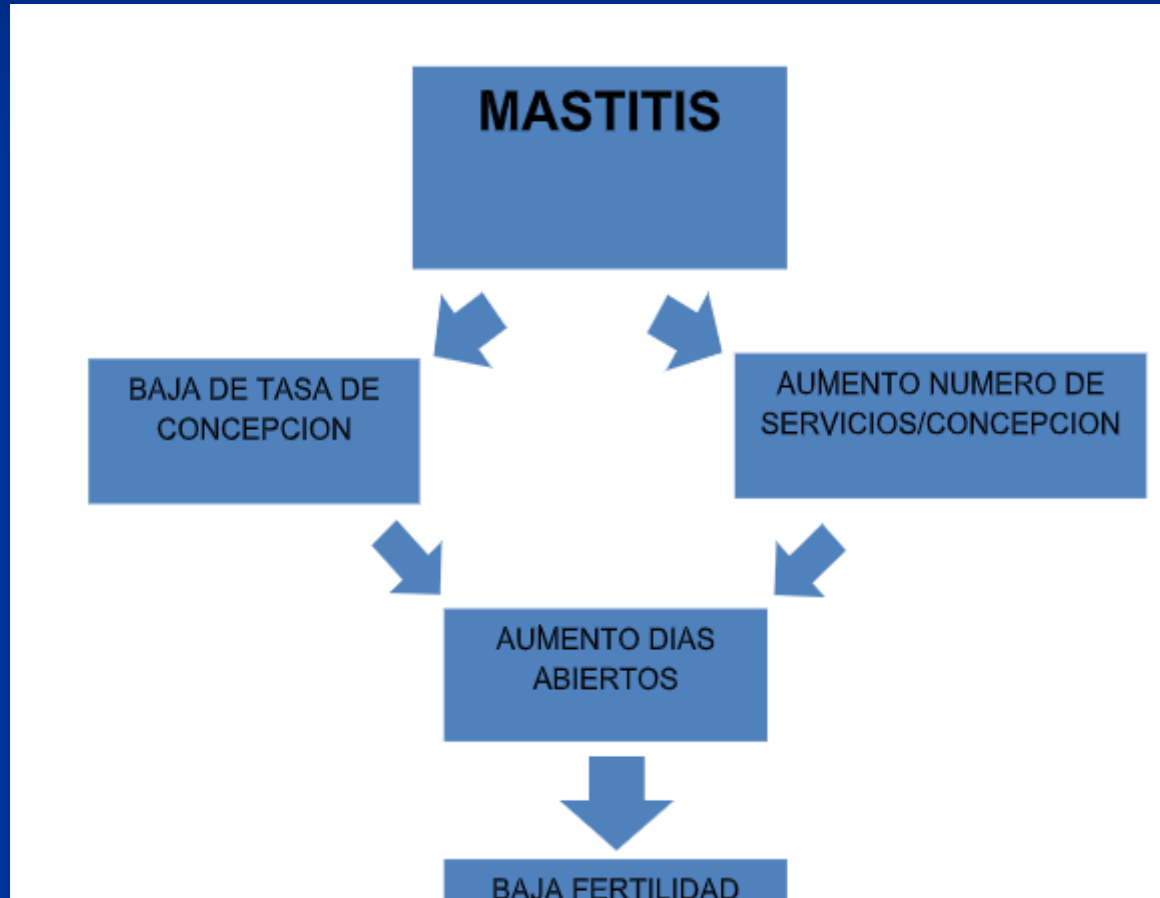 MASTITIS
BAJA DE TASA DE
CONCEPCION
AUMENTO NUMERO DE
SERVICIOS/CONCEPCION
AUMENTO DIAS
ABIERTOS
BAJA FERTILIDAD